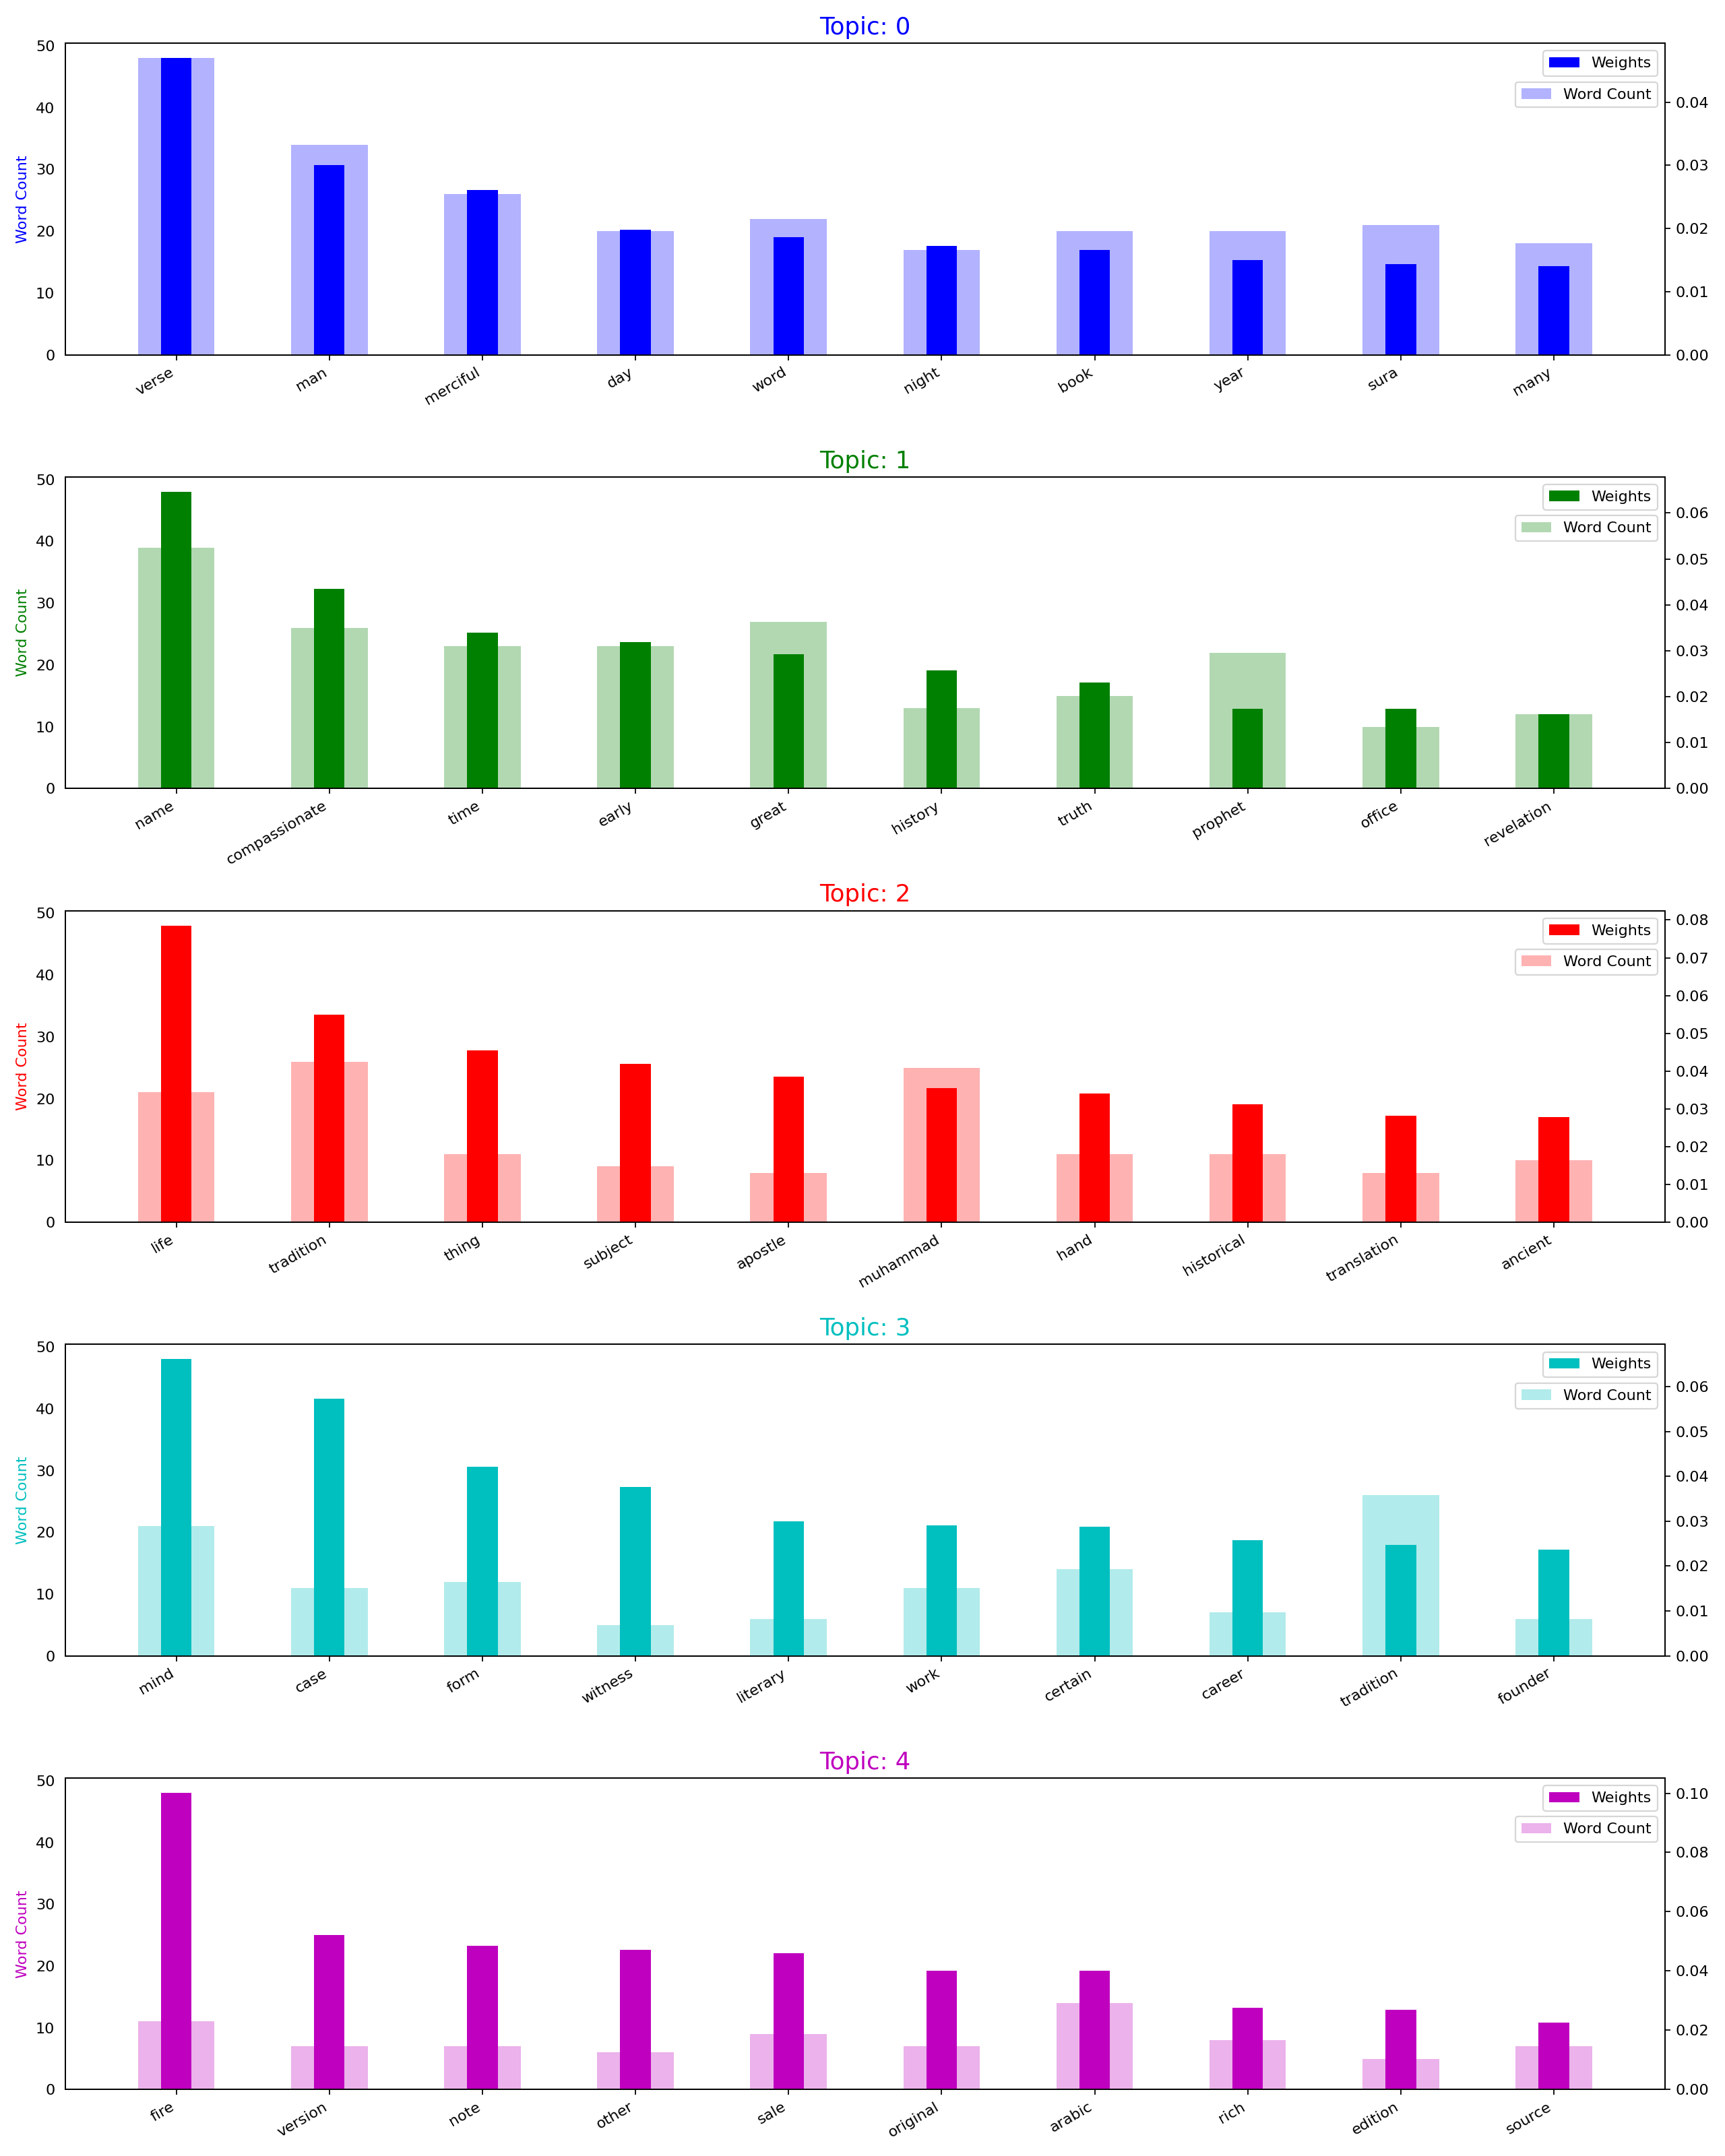 Topic: 0
Weights
Word Count
Word Count
50
40
30
20
10
0
0.04
0.03
0.02
0.01
0.00
verse man merciful day word night book year sura many
Topic: 1
Weights
Word Count
Word Count
50
40
30
20
10
0
0.06
0.05
0.04
0.03
0.02
0.01
0.00
name compassionate time early great history truth prophet office revelation
Topic: 2
Weights
Word Count
Word Count
50
40
30
20
10
0
0.08
0.07
0.06
0.05
0.04
0.03
0.02
0.01
0.00
life tradition thing subject apostle muhammad hand historical translation ancient
Topic: 3
Weights
Word Count
Word Count
50
40
30
20
10
0
0.06
0.05
0.04
0.03
0.02
0.01
0.00
mind case form witness literary work certain career tradition founder
Topic: 4
Weights
Word Count
Word Count
50
40
30
20
10
0
0.10
0.08
0.06
0.04
0.02
0.00
fire version note other sale original arabic rich edition source